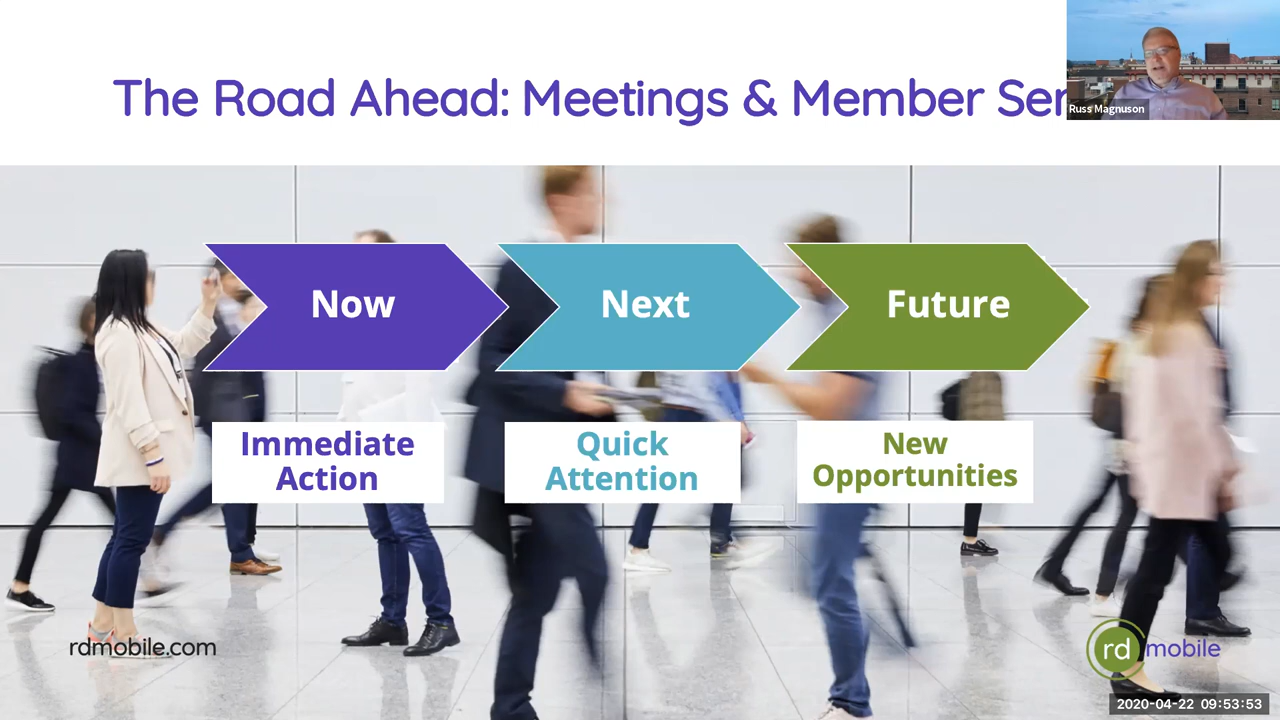 The Road Ahead: Meetings & Member Ser
Russ Magnuson
Now
Next
Future
Immediate
Action
Quick
Attention
New
Opportunities
rdmobile.com
rd mobile
2020-04-22 09:53:53